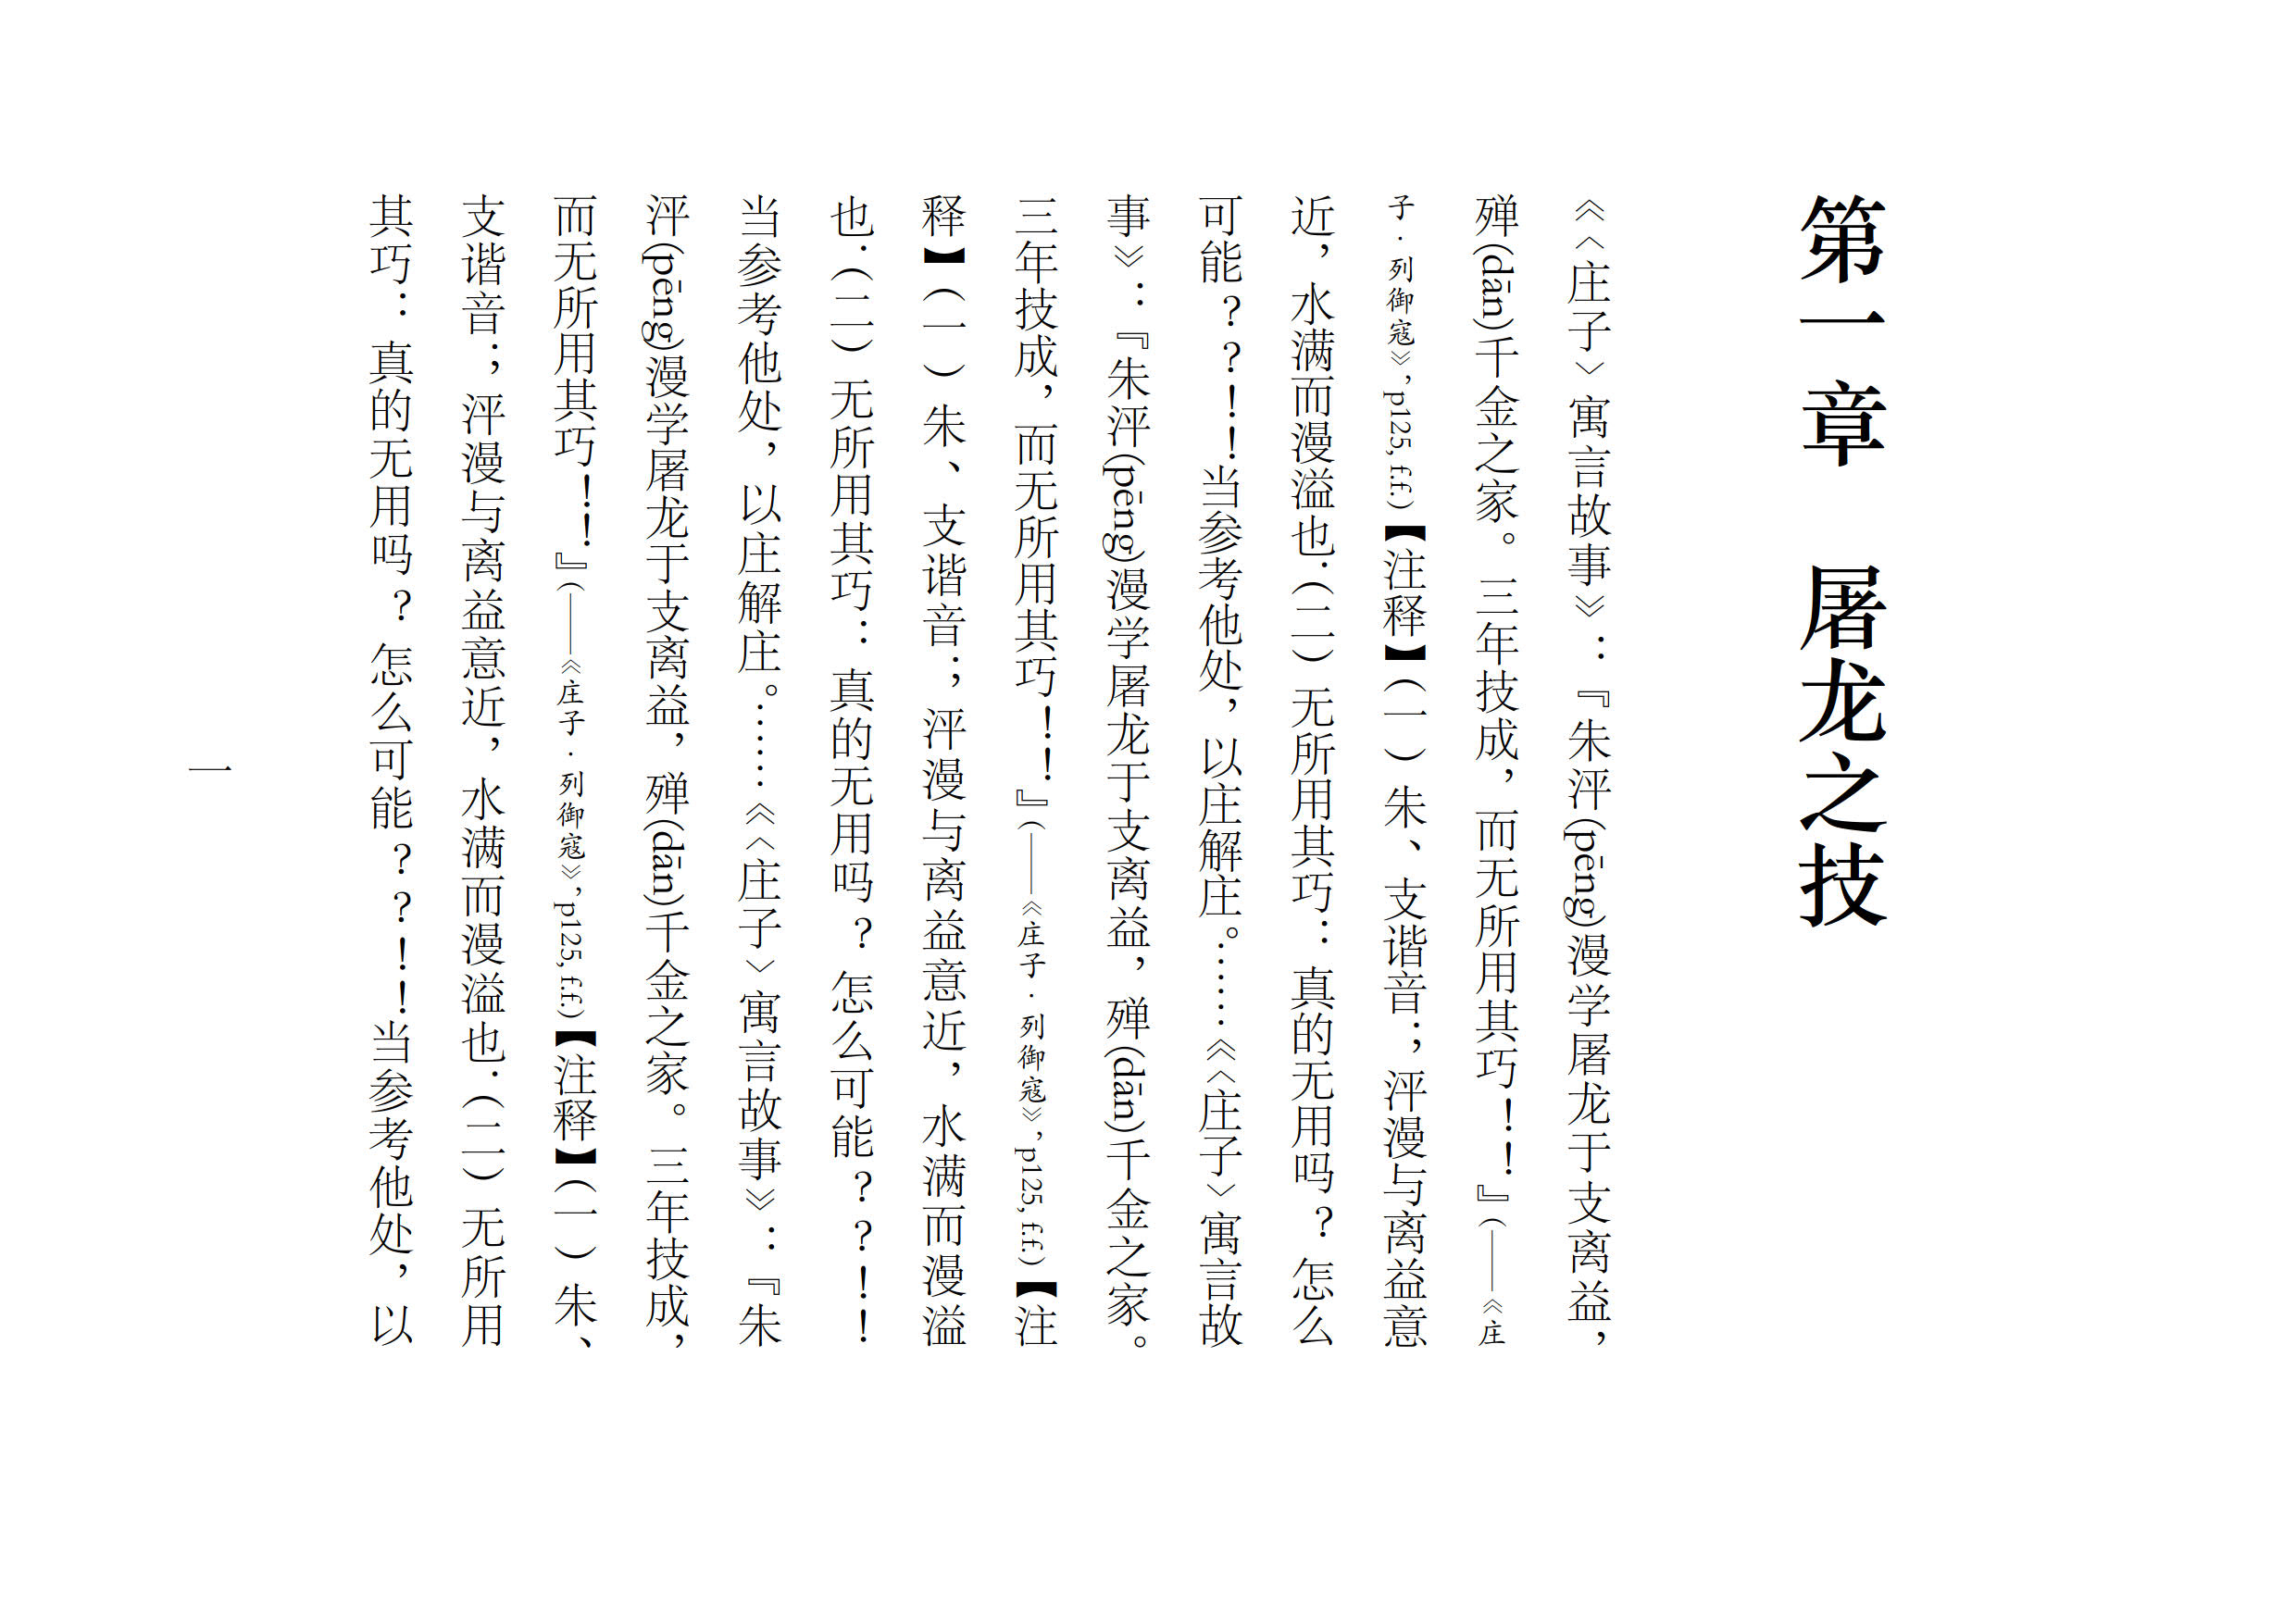 第一章　屠龙之技
《〈庄子〉寓言故事》：『朱泙(pēng)漫学屠龙于支离益，
殚(dān)千金之家。三年技成，而无所用其巧！！』(——《庄
子·列御寇》, p125, f.f.)【注释】(一)朱、支谐音；泙漫与离益意
近，水满而漫溢也.(二)无所用其巧：真的无用吗？怎么
可能？？！！当参考他处，以庄解庄。……《〈庄子〉寓言故
事》：『朱泙(pēng)漫学屠龙于支离益，殚(dān)千金之家。
三年技成，而无所用其巧！！』(——《庄子·列御寇》, p125, f.f.)【注
释】(一)朱、支谐音；泙漫与离益意近，水满而漫溢
也.(二)无所用其巧：真的无用吗？怎么可能？？！！
当参考他处，以庄解庄。……《〈庄子〉寓言故事》：『朱
泙(pēng)漫学屠龙于支离益，殚(dān)千金之家。三年技成，
而无所用其巧！！』(——《庄子·列御寇》, p125, f.f.)【注释】(一)朱、
支谐音；泙漫与离益意近，水满而漫溢也.(二)无所用
其巧：真的无用吗？怎么可能？？！！当参考他处，以
一